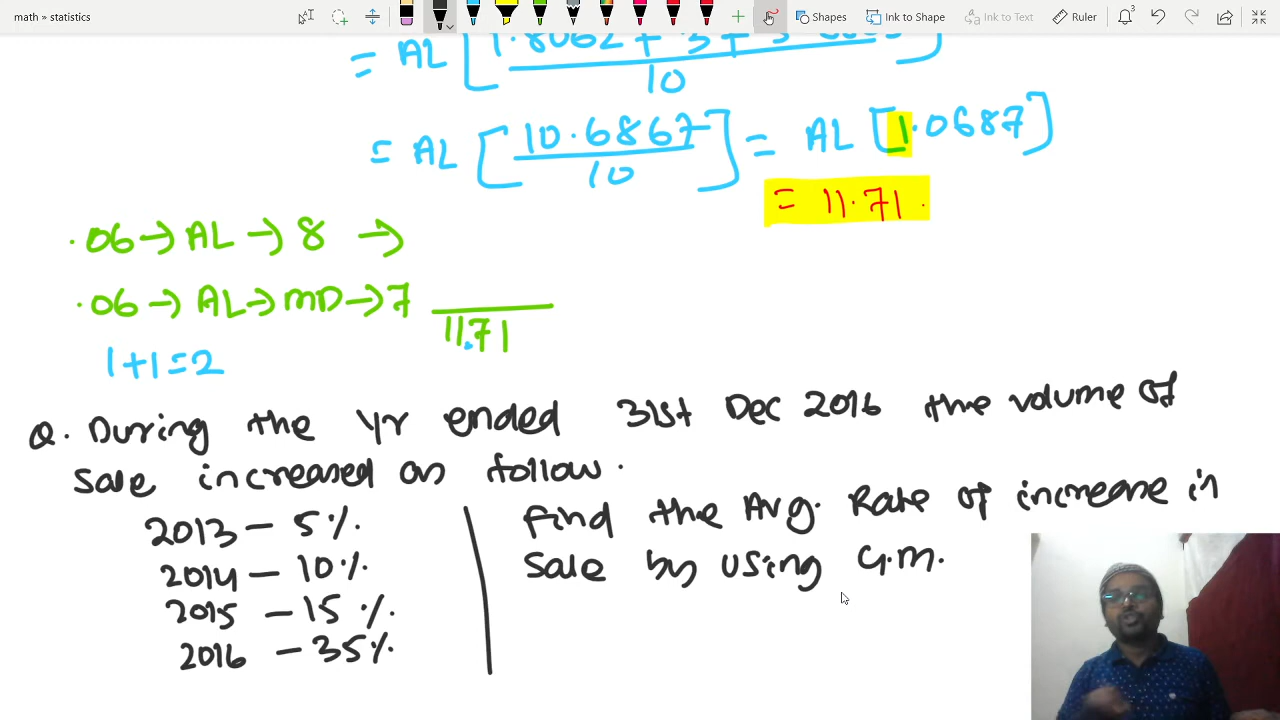 math » statistics
Shapes
Ink to Shape
Ink to Text
Ruler
3
= AL [
10
= AL [ 10.6867 / 10 ] = AL [1.0687]
= 11.71.
.06 → AL → 8 →
.06 → AL → MD → 7
11.71
1+1=2
Q. During the Yr ended 31st Dec 2016 the volume of
Sale increased as follow.
2013 - 5%.
2014 - 10%.
2015 - 15 %.
2016 - 35%.
find the Avg. Rate of increase in
Sale by using G.M.